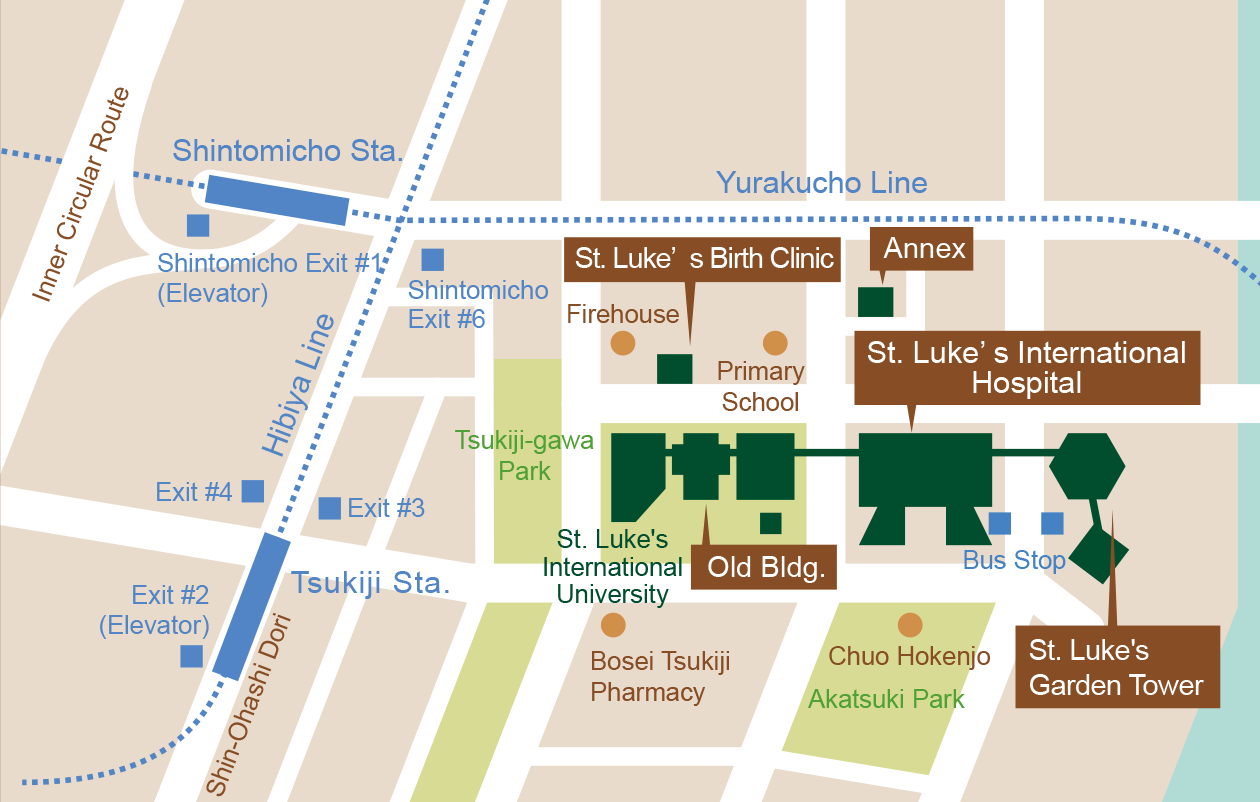 Inner Circular Route
Shintomicho Sta.
Yurakucho Line
Shintomicho Exit #1
(Elevator)
Shintomicho
Exit #6
Hibiya Line
St. Luke’ s Birth Clinic
Annex
Firehouse
Primary
School
St. Luke’ s International
Hospital
Tsukiji-gawa
Park
Exit #4
Exit #3
St. Luke's
International
University
Old Bldg.
Bus Stop
Tsukiji Sta.
Exit #2
(Elevator)
Shin-Ohashi Dori
Bosei Tsukiji
Pharmacy
Chuo Hokenjo
Akatsuki Park
St. Luke's
Garden Tower